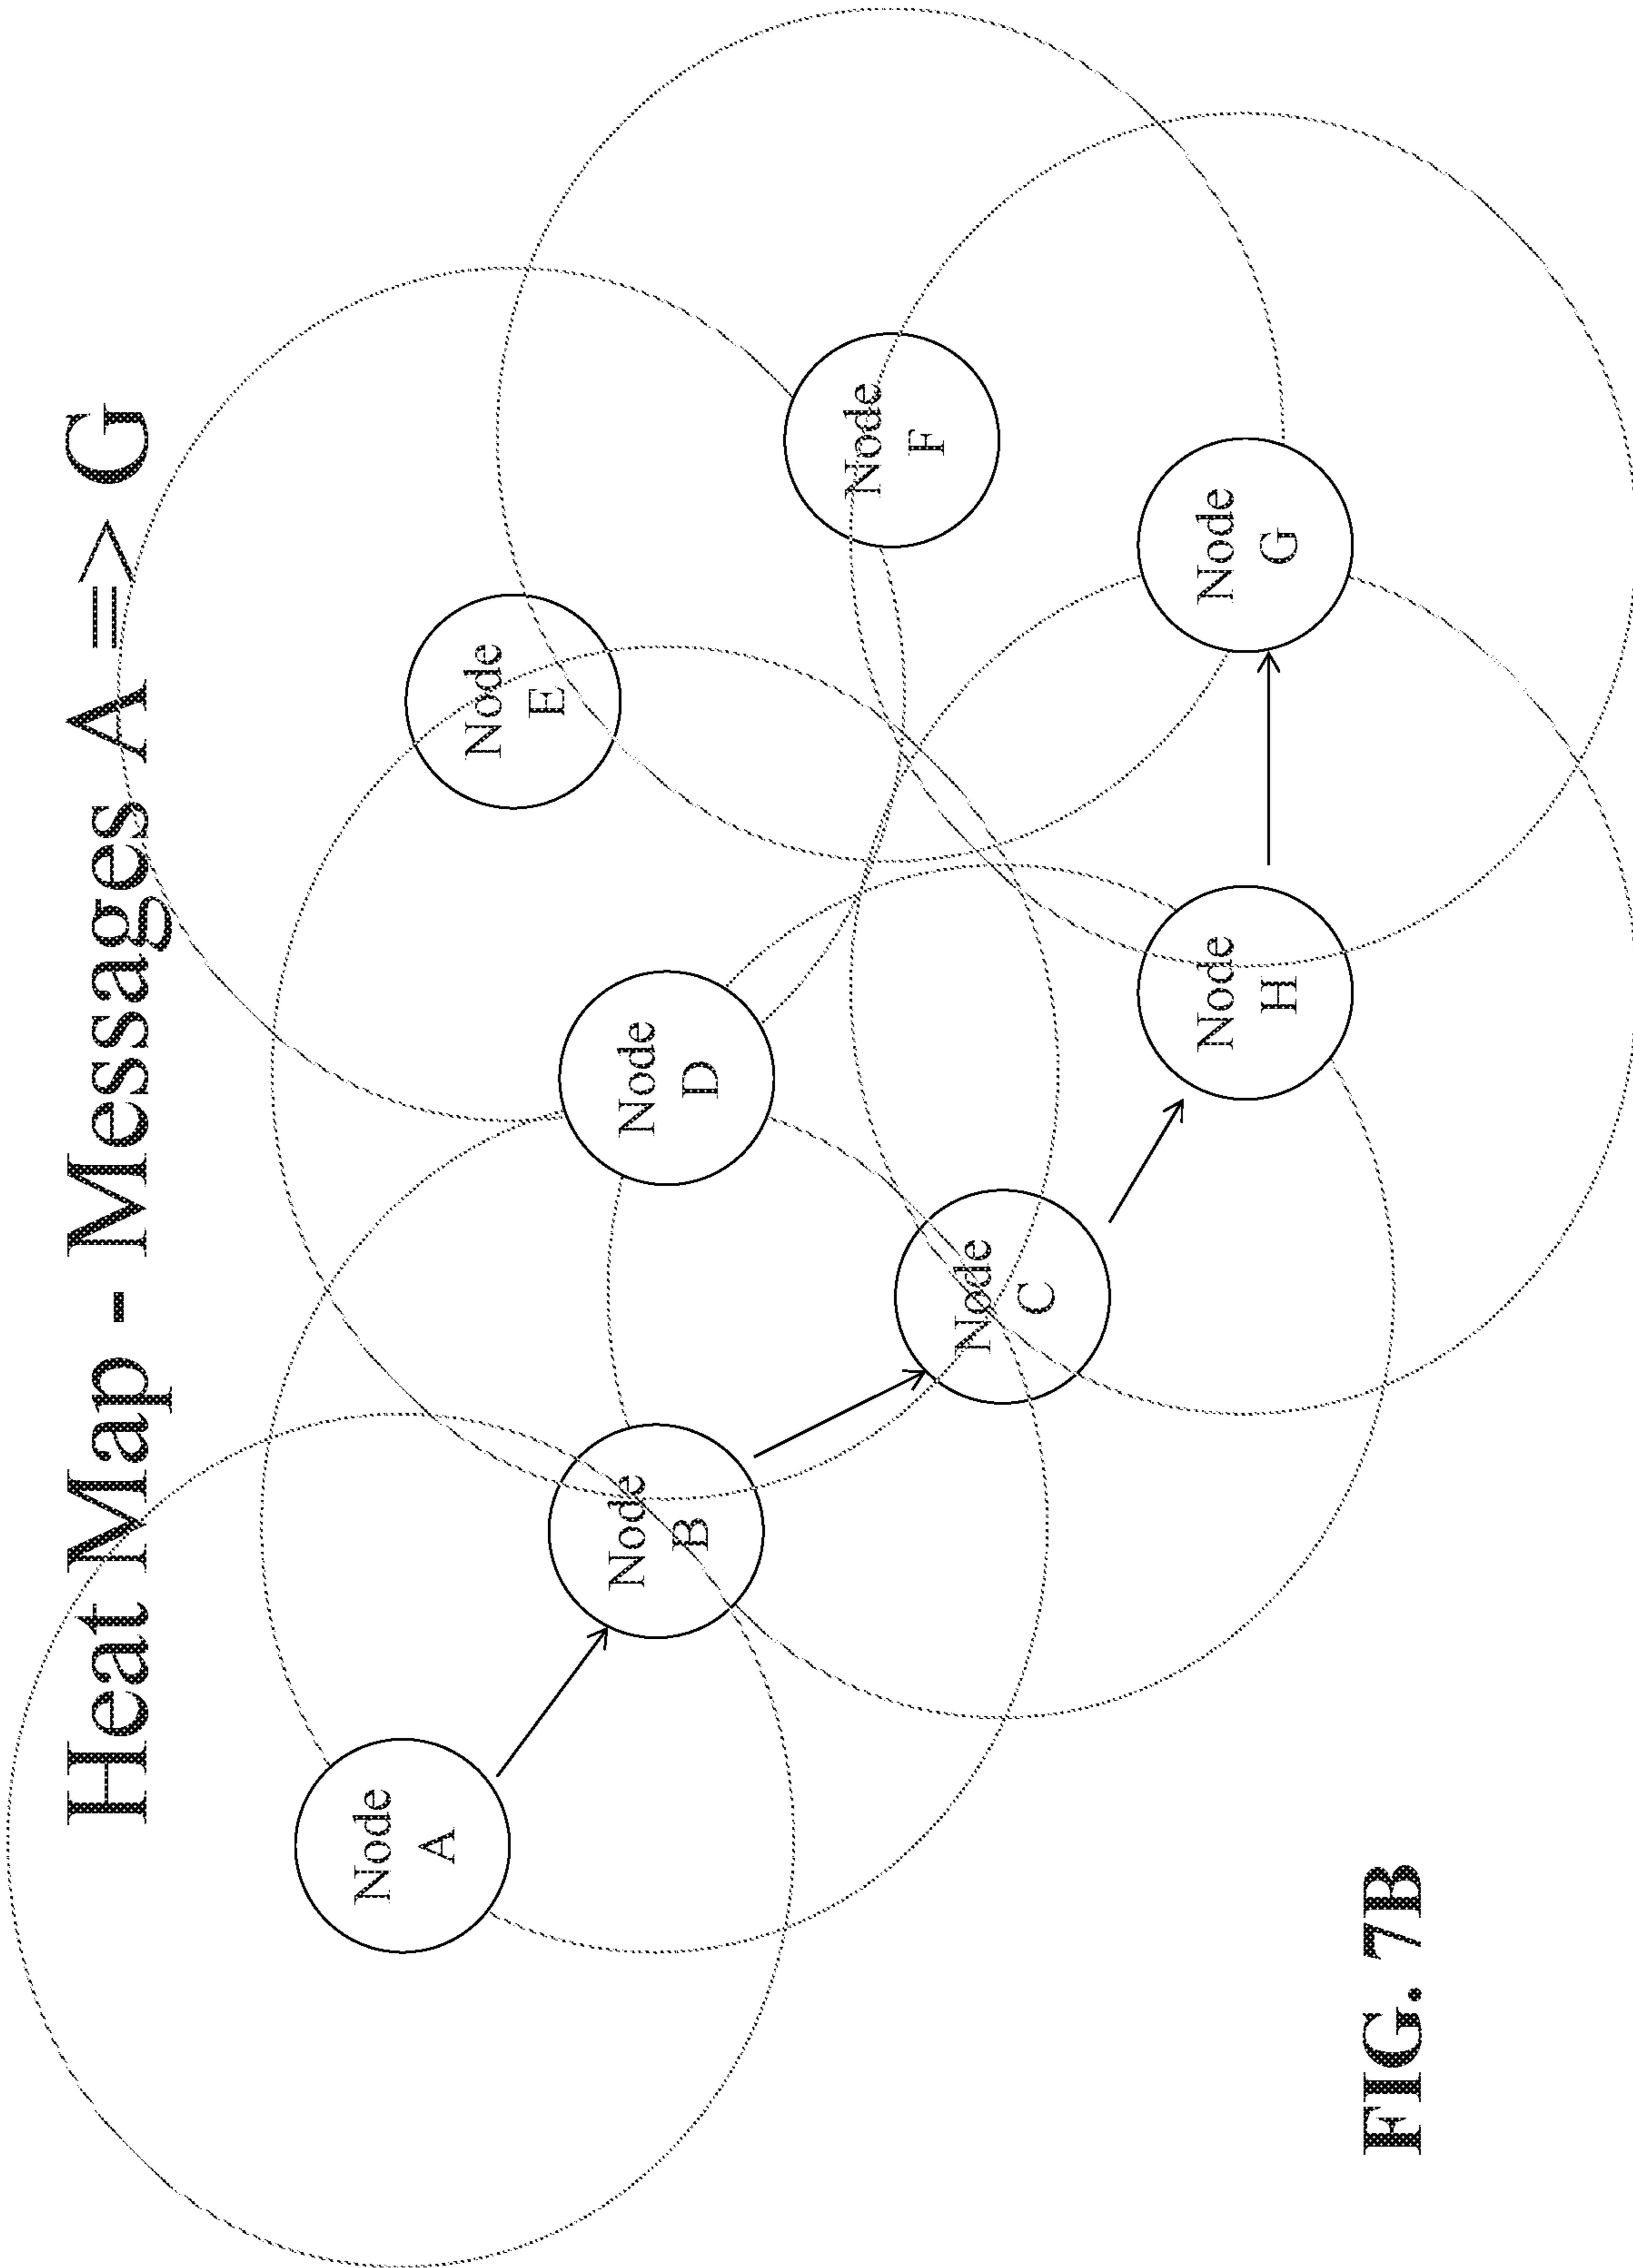 Heat Map - Messages A => G
Node
A
Node
B
Node
C
Node
D
Node
E
Node
F
Node
G
Node
H
FIG. 7B